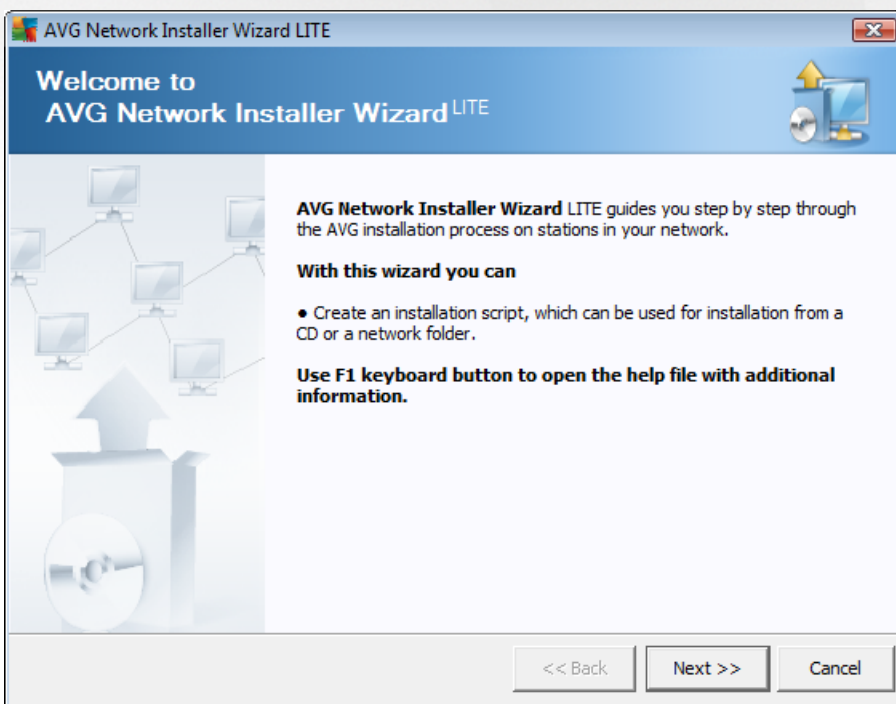 AVG Network Installer Wizard LITE
Welcome to
AVG Network Installer Wizard LITE
AVG Network Installer Wizard LITE guides you step by step through
the AVG installation process on stations in your network.
With this wizard you can
● Create an installation script, which can be used for installation from a
CD or a network folder.
Use F1 keyboard button to open the help file with additional
information.
<< Back
Next >>
Cancel